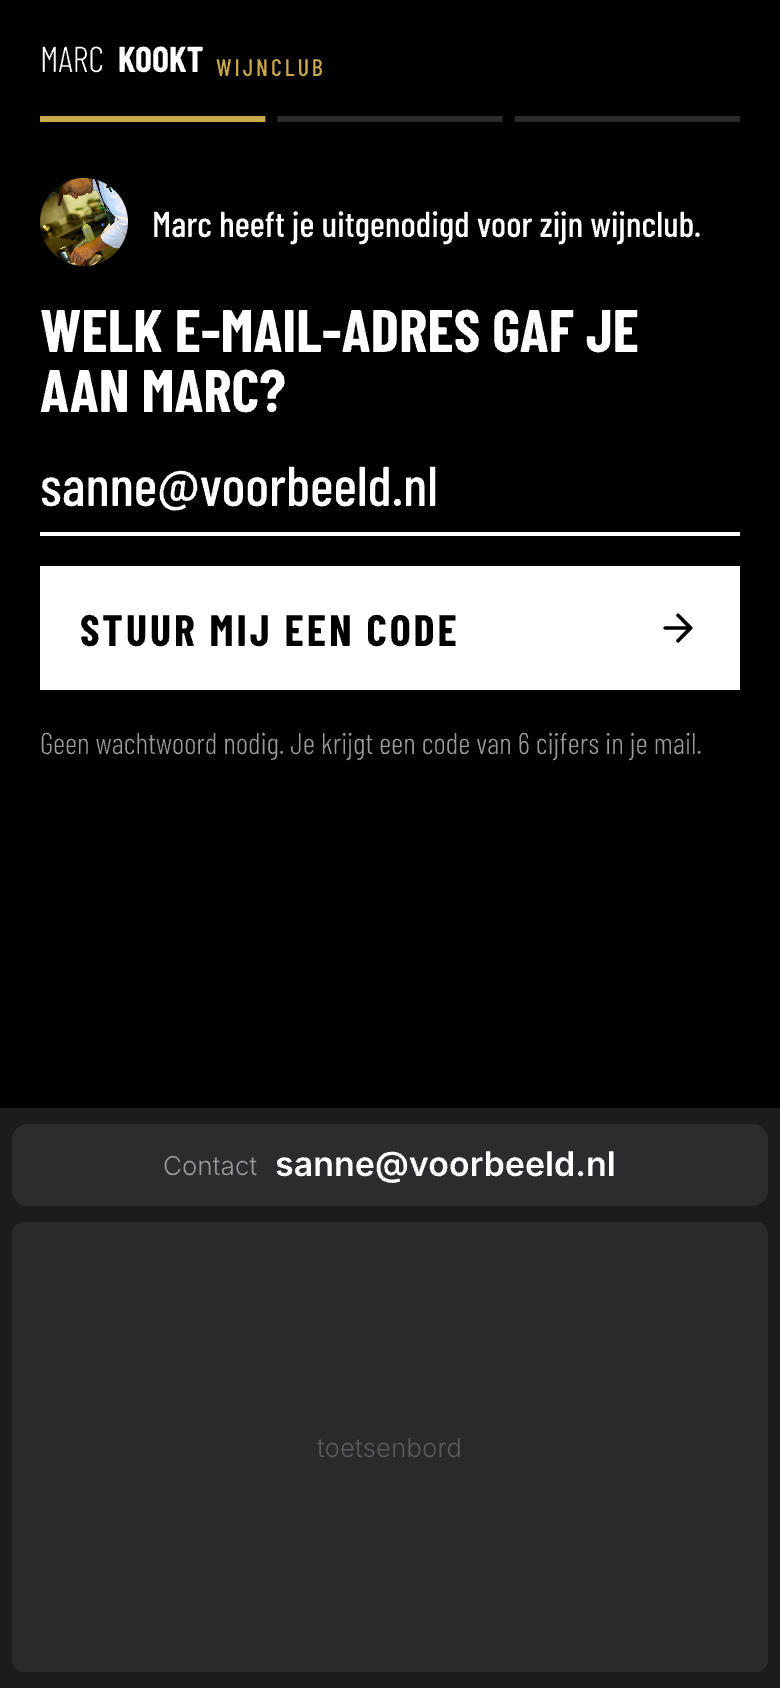 MARC KOOKT WIJNCLUB
Marc heeft je uitgenodigd voor zijn wijnclub.
WELK E-MAIL-ADRES GAF JE
AAN MARC?
sanne@voorbeeld.nl
STUUR MIJ EEN CODE
Geen wachtwoord nodig. Je krijgt een code van 6 cijfers in je mail.
Contact sanne@voorbeeld.nl
toetsenbord